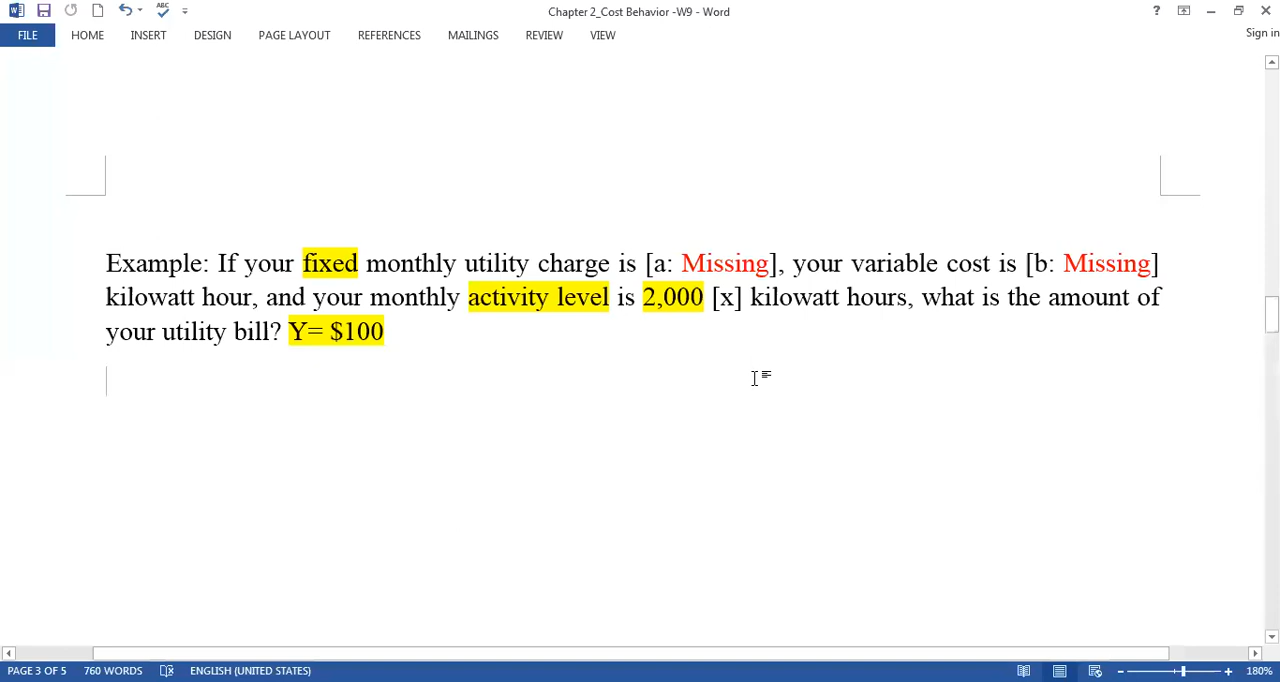 Chapter 2_Cost Behavior -W9 - Word
?
ABC
Sign in
FILE HOME INSERT DESIGN PAGE LAYOUT REFERENCES MAILINGS REVIEW VIEW
Example: If your fixed monthly utility charge is [a: Missing], your variable cost is [b: Missing]
kilowatt hour, and your monthly activity level is 2,000 [x] kilowatt hours, what is the amount of
your utility bill? Y= $100
PAGE 3 OF 5 760 WORDS ENGLISH (UNITED STATES) 180%